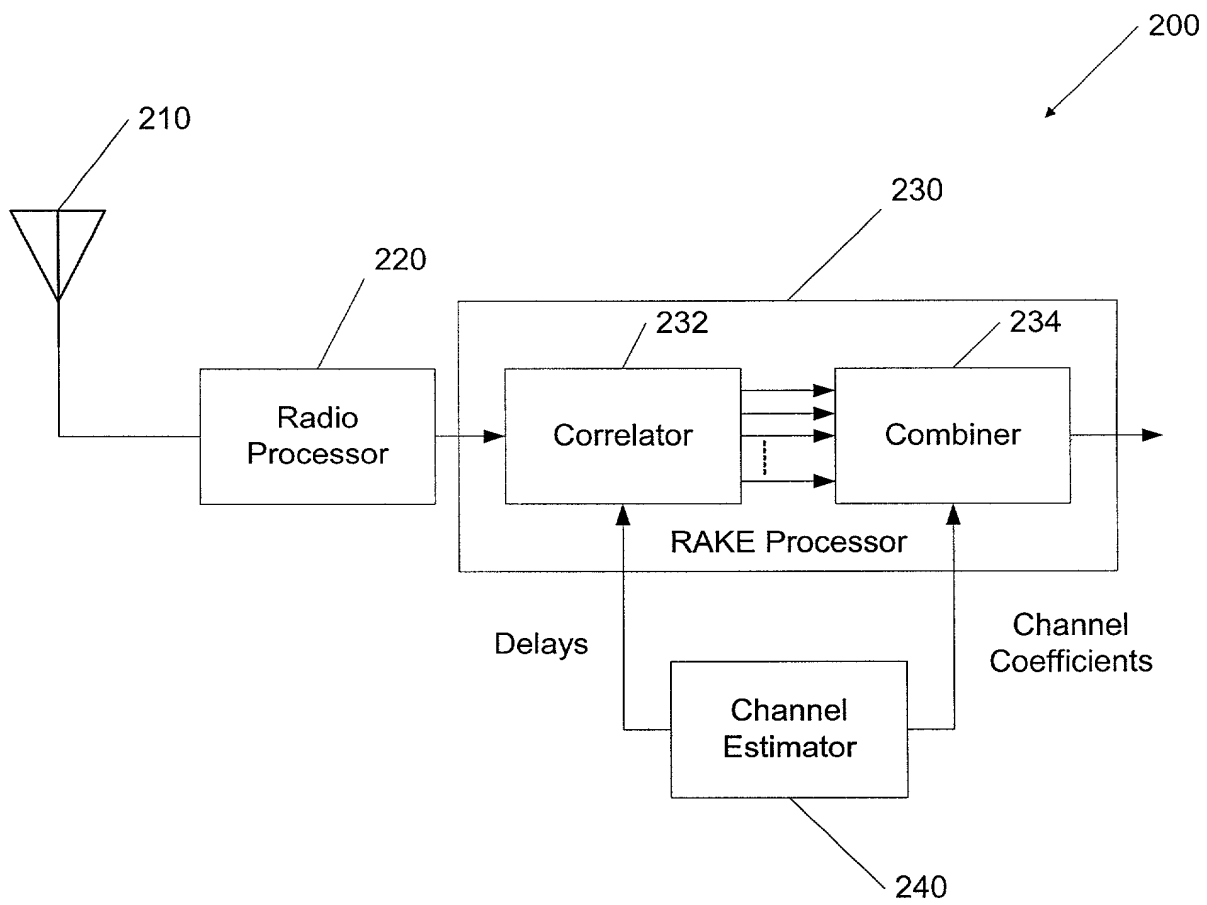 200
210
230
220
232
234
Radio
Processor
Correlator
Combiner
RAKE Processor
Delays
Channel
Coefficients
Channel
Estimator
240